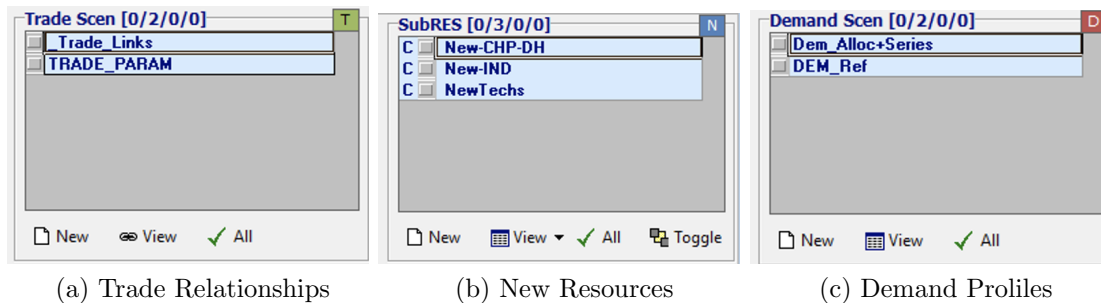 Trade Scen [0/2/0/0]
T
_Trade_Links
TRADE_PARAM
New View All
(a) Trade Relationships
SubRES [0/3/0/0]
N
C New-CHP-DH
C New-IND
C NewTechs
New View All Toggle
(b) New Resources
Demand Scen [0/2/0/0]
D
Dem_Alloc+Series
DEM_Ref
New View All
(c) Demand Proliles